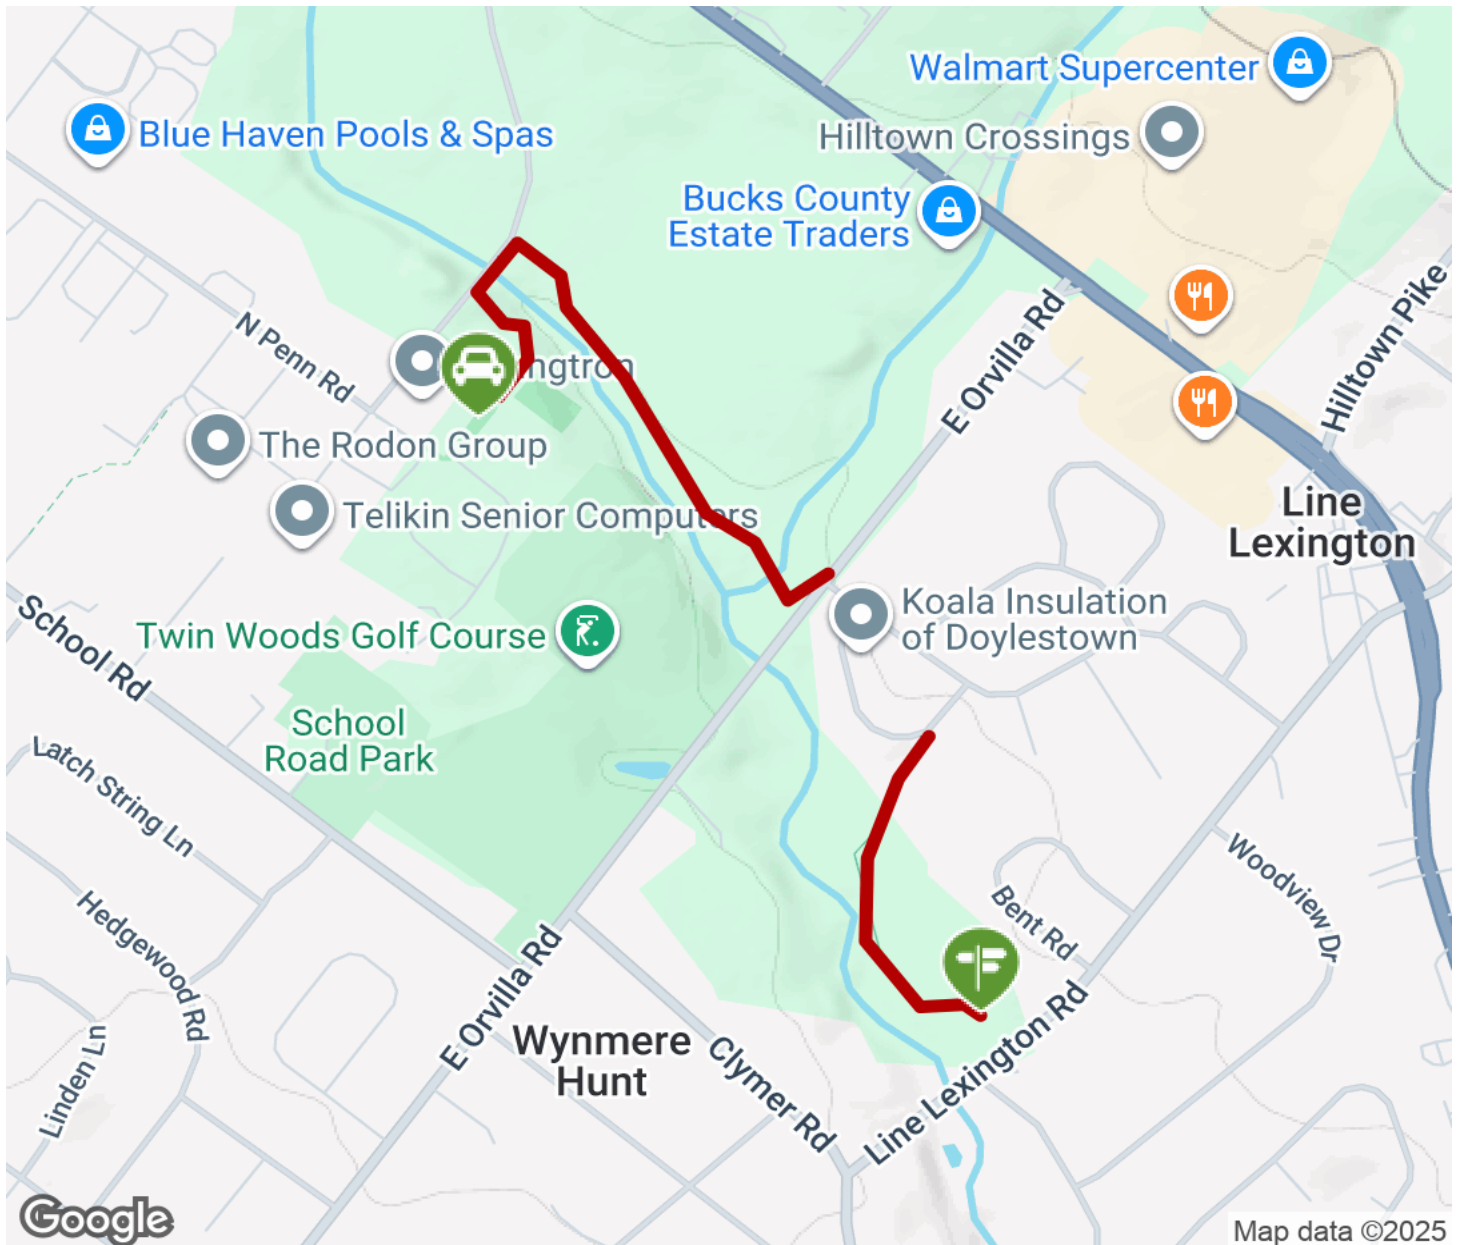 Walmart Supercenter
Blue Haven Pools & Spas
Hilltown Crossings
Bucks County
Estate Traders
Hilltown Pike
E Orvilla Rd
N Penn Rd
ngtron
The Rodon Group
Telikin Senior Computers
Line
Lexington
Koala Insulation
of Doylestown
School Rd
Twin Woods Golf Course
School
Road Park
Latch String Ln
Woodview Dr
Bent Rd
Hedgewood Rd
E Orvilla Rd
Line Lexington Rd
Wynmere
Hunt
Clymer Rd
Linden Ln
Google
Map data ©2025